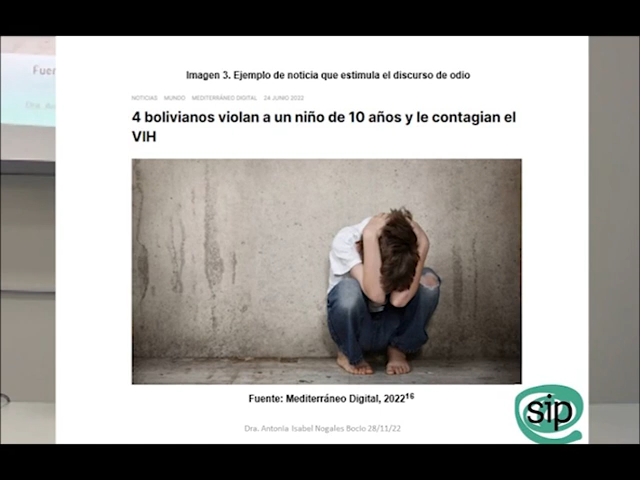 Imagen 3. Ejemplo de noticia que estimula el discurso de odio
NOTICIAS MUNDO MEDITERRÁNEO DIGITAL 24 JUNIO 2022
4 bolivianos violan a un niño de 10 años y le contagian el
VIH
Fuente: Mediterráneo Digital, 2022¹⁶
Dra. Antonia Isabel Nogales Bocio 28/11/22
sip